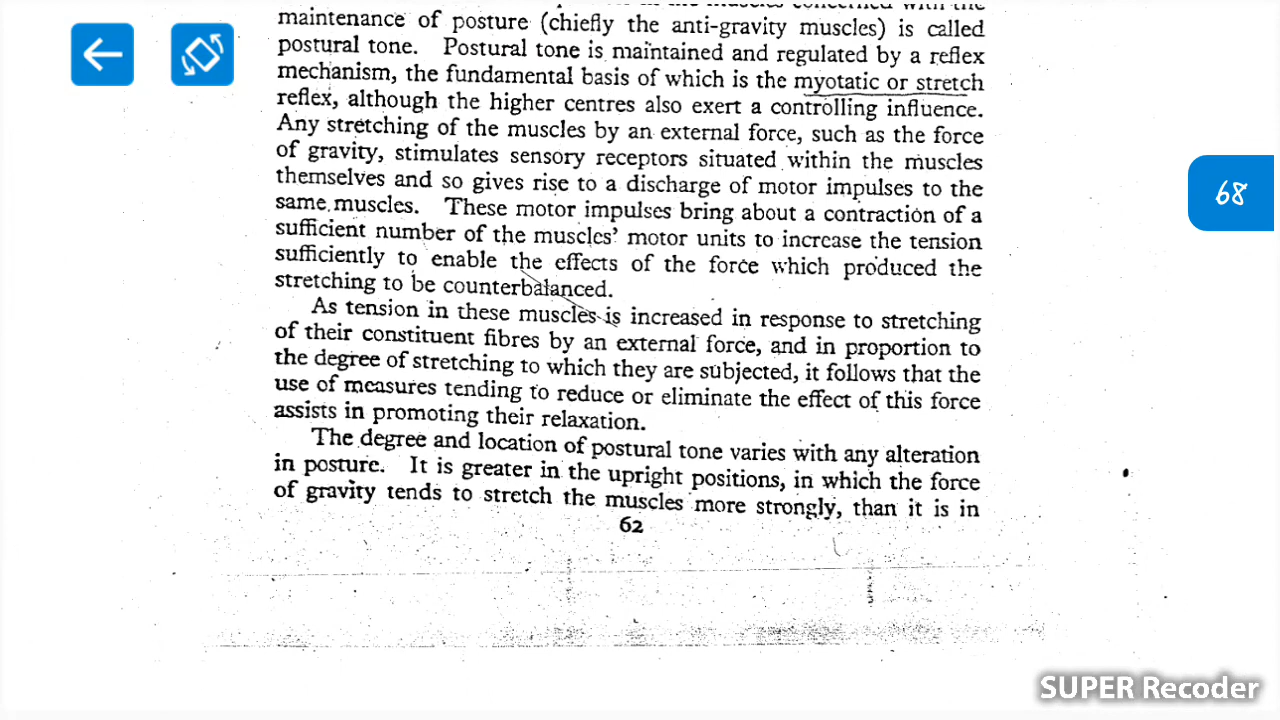 maintenance of posture (chiefly the anti-gravity muscles) is called
postural tone. Postural tone is maintained and regulated by a reflex
mechanism, the fundamental basis of which is the myotatic or stretch
reflex, although the higher centres also exert a controlling influence.
Any stretching of the muscles by an external force, such as the force
of gravity, stimulates sensory receptors situated within the muscles
themselves and so gives rise to a discharge of motor impulses to the
same muscles. These motor impulses bring about a contraction of a
sufficient number of the muscles' motor units to increase the tension
sufficiently to enable the effects of the force which produced the
stretching to be counterbalanced.
As tension in these muscles is increased in response to stretching
of their constituent fibres by an external force, and in proportion to
the degree of stretching to which they are subjected, it follows that the
use of measures tending to reduce or eliminate the effect of this force
assists in promoting their relaxation.
The degree and location of postural tone varies with any alteration
in posture. It is greater in the upright positions, in which the force
of gravity tends to stretch the muscles more strongly, than it is in
62
68
SUPER Recoder